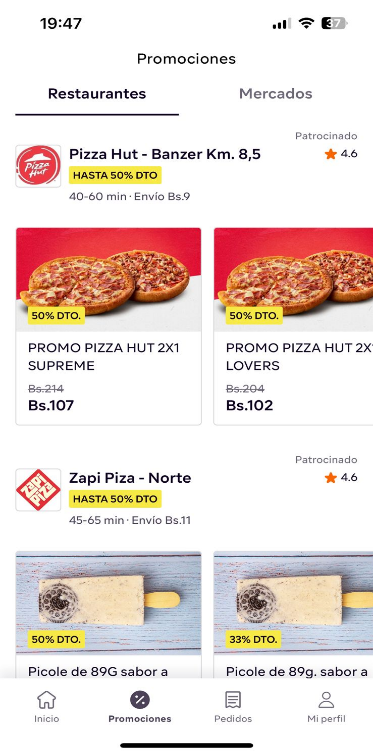 19:47
37
Promociones
Restaurantes
Mercados
Patrocinado
Pizza Hut
Pizza Hut - Banzer Km. 8,5
4.6
HASTA 50% DTO
40-60 min · Envío Bs.9
50% DTO.
50% DTO.
PROMO PIZZA HUT 2X1
SUPREME
Bs.214
Bs.107
PROMO PIZZA HUT 2X
LOVERS
Bs.204
Bs.102
Patrocinado
ZAPI PIZA
Zapi Piza - Norte
4.6
HASTA 50% DTO
45-65 min · Envío Bs.11
50% DTO.
33% DTO.
Picole de 89G sabor a
Picole de 89g. sabor a
Inicio
Promociones
Pedidos
Mi perfil